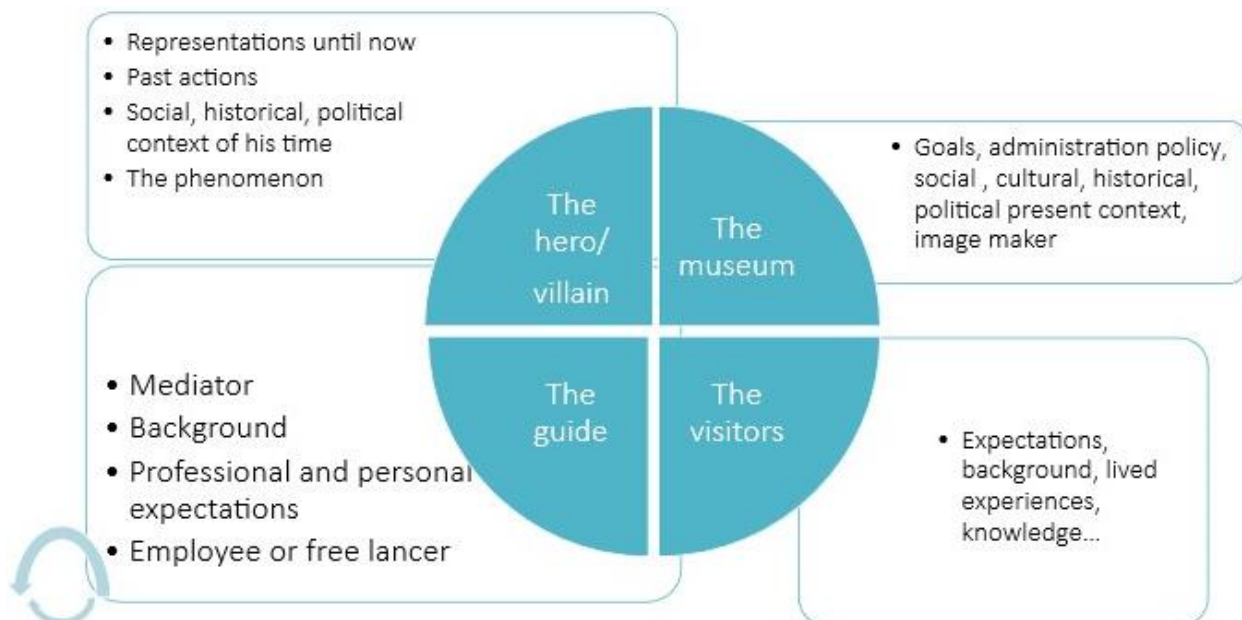 • Representations until now
• Past actions
• Social, historical, political
context of his time
• The phenomenon
The
hero/
villain
The
museum
• Goals, administration policy,
social , cultural, historical,
political present context,
image maker
• Mediator
• Background
• Professional and personal
expectations
• Employee or free lancer
The
guide
The
visitors
• Expectations,
background, lived
experiences,
knowledge...